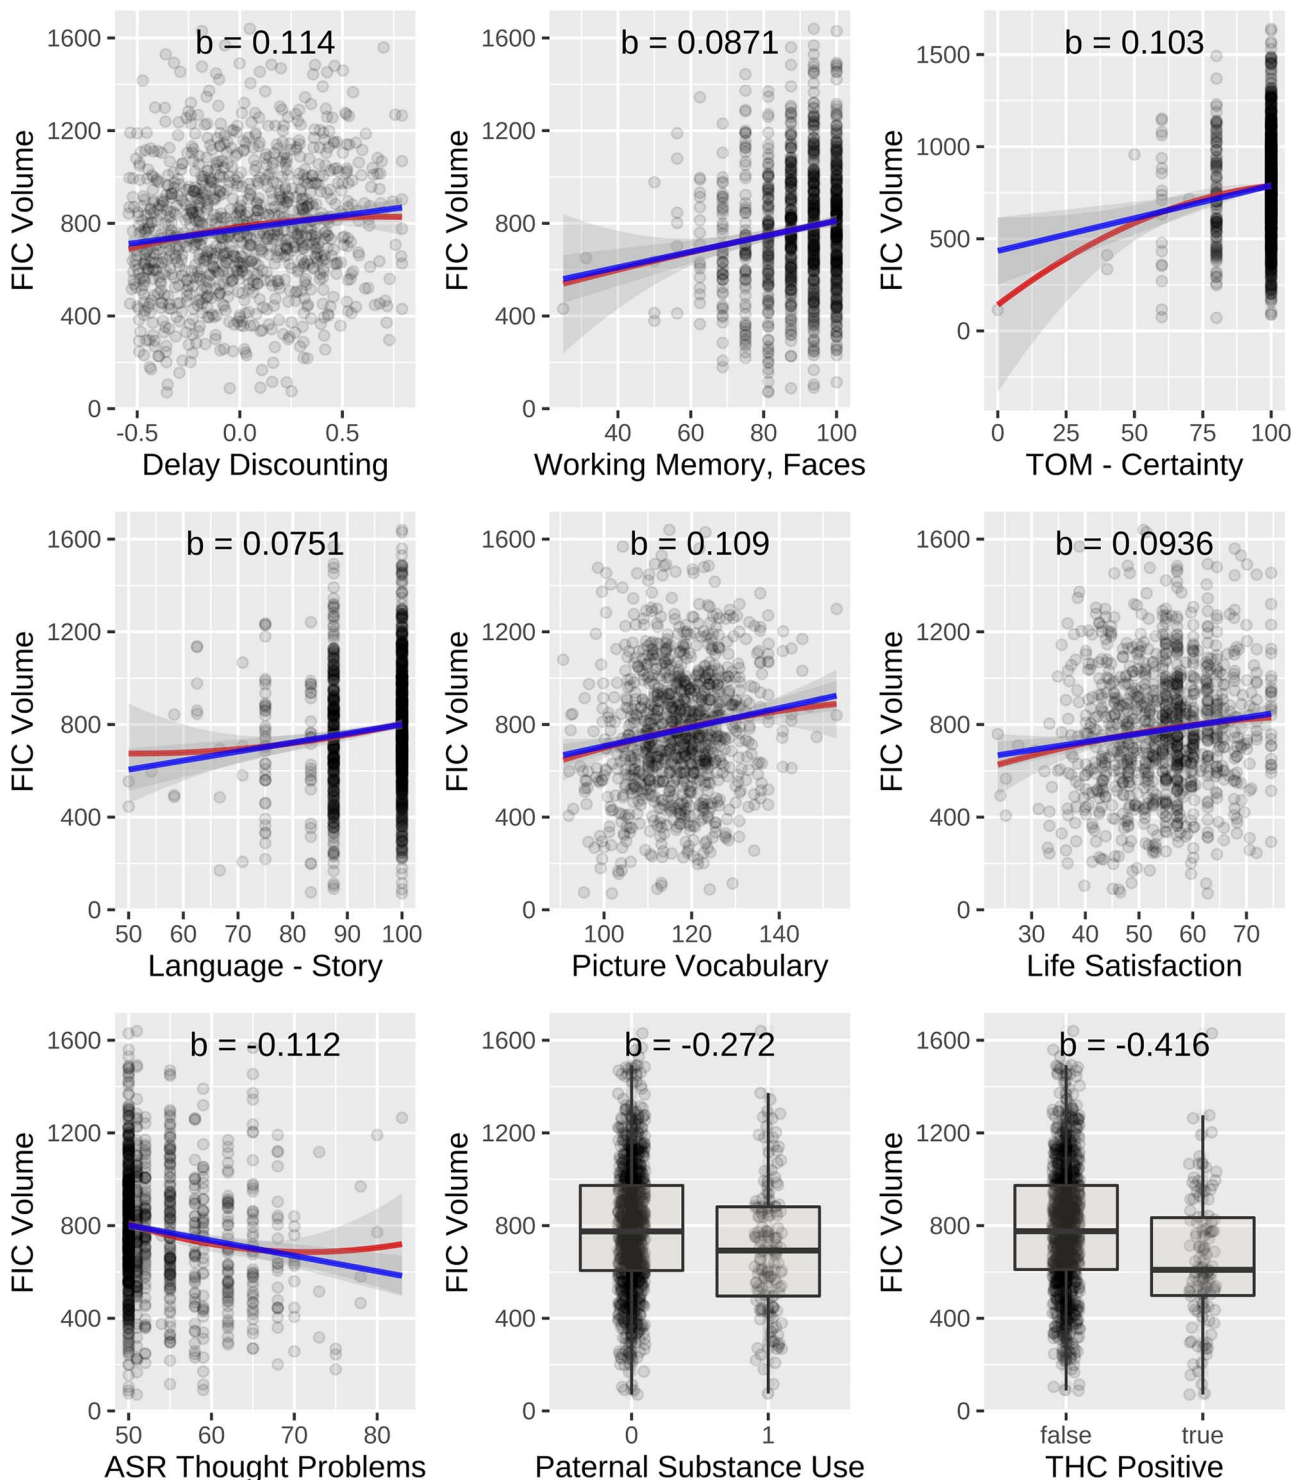 b = 0.114
FIC Volume
1600
1200
800
400
0
-0.5 0.0 0.5
Delay Discounting
b = 0.0871
FIC Volume
1600
1200
800
400
0
40 60 80 100
Working Memory, Faces
b = 0.103
FIC Volume
1500
1000
500
0
0 25 50 75 100
TOM - Certainty
b = 0.0751
FIC Volume
1600
1200
800
400
0
50 60 70 80 90 100
Language - Story
b = 0.109
FIC Volume
1600
1200
800
400
0
100 120 140
Picture Vocabulary
b = 0.0936
FIC Volume
1600
1200
800
400
0
30 40 50 60 70
Life Satisfaction
b = -0.112
FIC Volume
1600
1200
800
400
0
50 60 70 80
ASR Thought Problems
b = -0.272
FIC Volume
1600
1200
800
400
0
0 1
Paternal Substance Use
b = -0.416
FIC Volume
1600
1200
800
400
0
false true
THC Positive